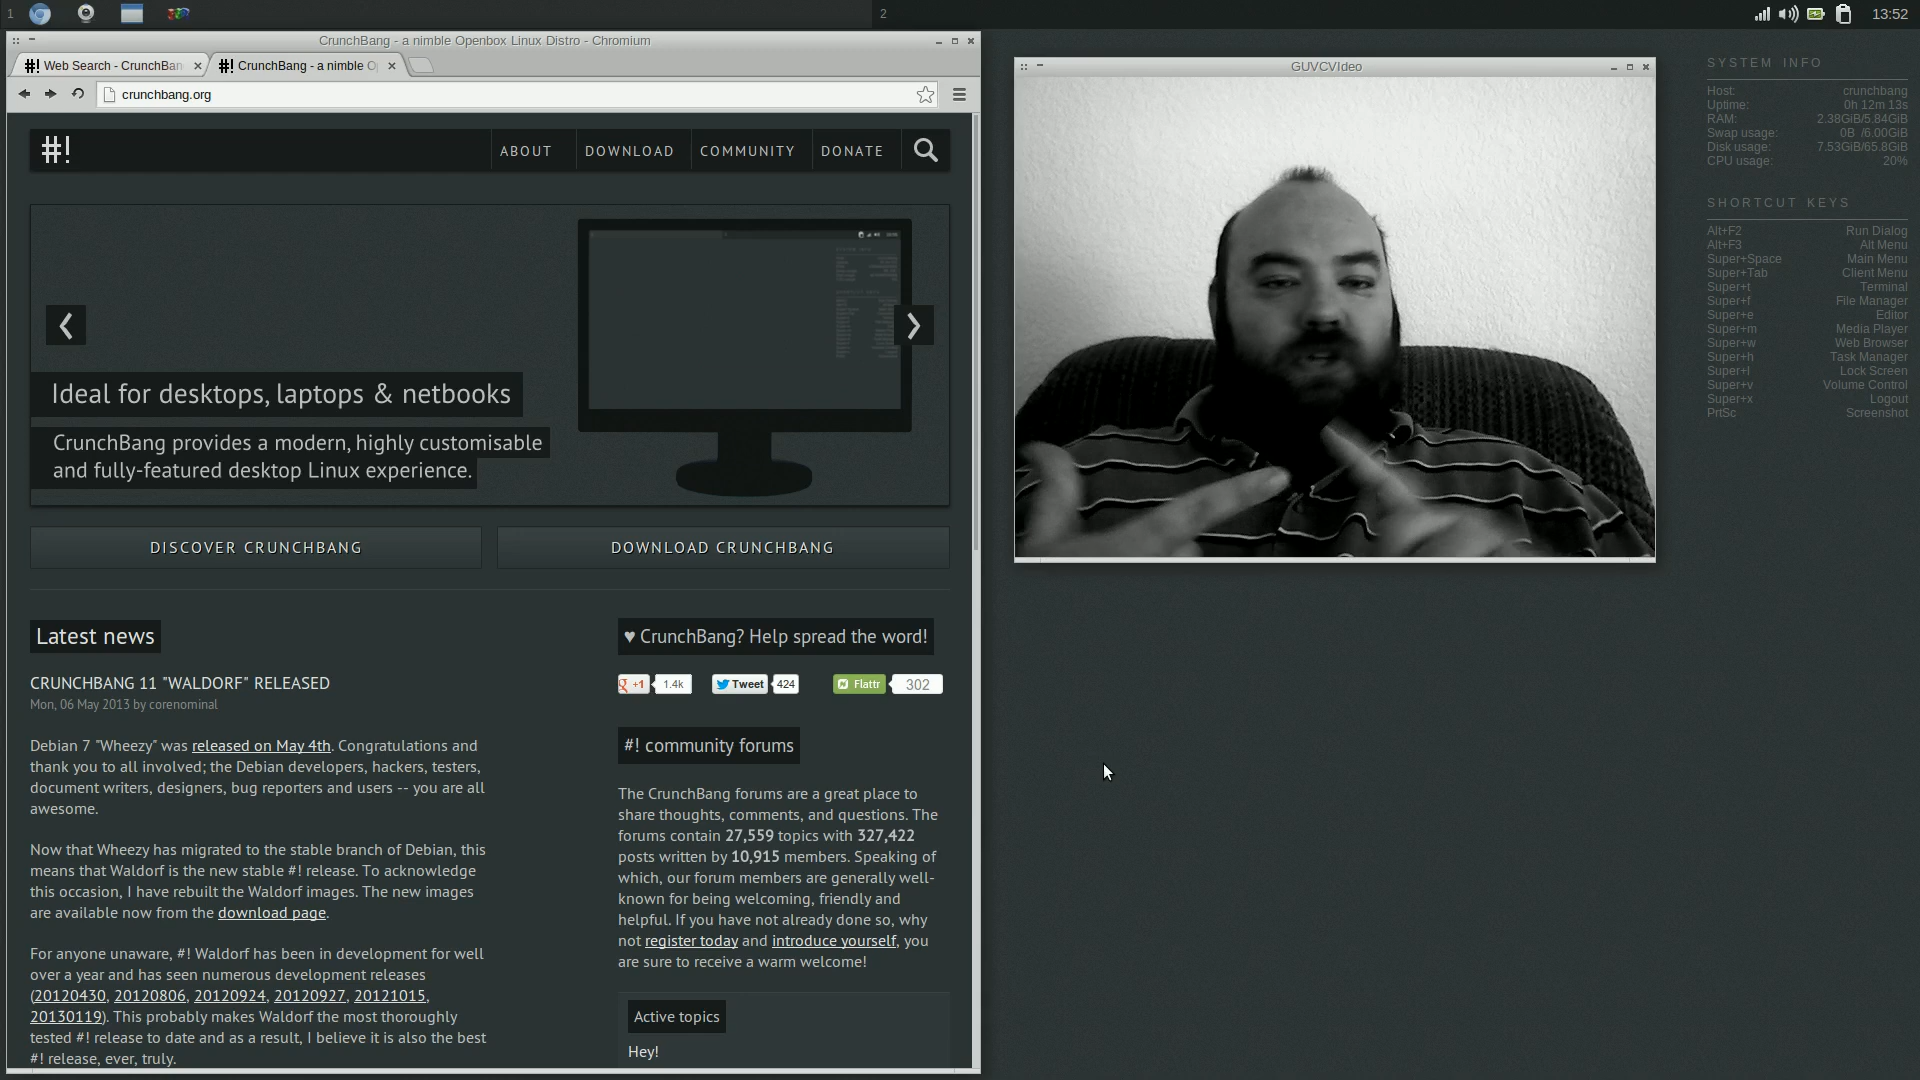 1
2
13:52
CrunchBang - a nimble Openbox Linux Distro - Chromium
#! Web Search - CrunchBan
#! CrunchBang - a nimble O
crunchbang.org
#!
ABOUT
DOWNLOAD
COMMUNITY
DONATE
Ideal for desktops, laptops & netbooks
CrunchBang provides a modern, highly customisable
and fully-featured desktop Linux experience.
DISCOVER CRUNCHBANG
DOWNLOAD CRUNCHBANG
Latest news
CRUNCHBANG 11 "WALDORF" RELEASED
Mon, 06 May 2013 by corenominal
Debian 7 "Wheezy" was released on May 4th. Congratulations and
thank you to all involved; the Debian developers, hackers, testers,
document writers, designers, bug reporters and users -- you are all
awesome.
Now that Wheezy has migrated to the stable branch of Debian, this
means that Waldorf is the new stable #! release. To acknowledge
this occasion, I have rebuilt the Waldorf images. The new images
are available now from the download page.
For anyone unaware, #! Waldorf has been in development for well
over a year and has seen numerous development releases
(20120430, 20120806, 20120924, 20120927, 20121015,
20130119). This probably makes Waldorf the most thoroughly
tested #! release to date and as a result, I believe it is also the best
#! release, ever, truly.
♥ CrunchBang? Help spread the word!
g +1 1.4k
Tweet 424
Flattr 302
#! community forums
The CrunchBang forums are a great place to
share thoughts, comments, and questions. The
forums contain 27,559 topics with 327,422
posts written by 10,915 members. Speaking of
which, our forum members are generally well-
known for being welcoming, friendly and
helpful. If you have not already done so, why
not register today and introduce yourself, you
are sure to receive a warm welcome!
Active topics
Hey!
GUVCVIdeo
SYSTEM INFO
Host: crunchbang
Uptime: 0h 12m 13s
RAM: 2.38GiB/5.84GiB
Swap usage: 0B /6.00GiB
Disk usage: 7.53GiB/65.8GiB
CPU usage: 20%
SHORTCUT KEYS
Alt+F2 Run Dialog
Alt+F3 Alt Menu
Super+Space Main Menu
Super+Tab Client Menu
Super+t Terminal
Super+f File Manager
Super+e Editor
Super+m Media Player
Super+w Web Browser
Super+h Task Manager
Super+l Lock Screen
Super+v Volume Control
Super+x Logout
PrtSc Screenshot